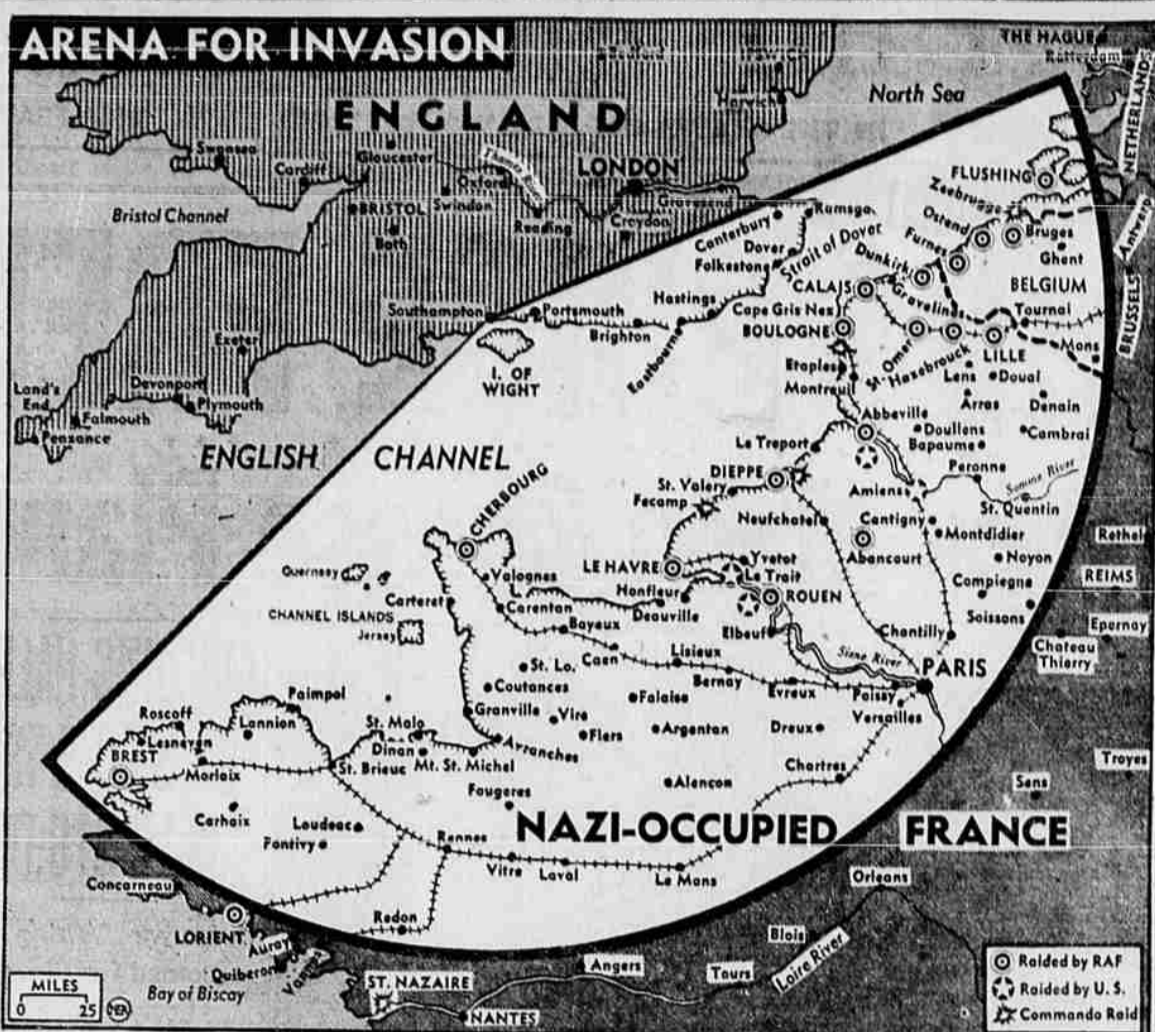 ARENA FOR INVASION
Bedford
IPSWICH
Harwich
THE HAGUE
Rotterdam
NETHERLANDS
North Sea
ENGLAND
Swansea
Cardiff
Gloucester
Thames River
LONDON
Oxford
Swindon
Gravesend
Bristol Channel
BRISTOL
Bath
Reading
Croydon
FLUSHING
Zeebrugge
Antwerp
Canterbury
Ramsga
Ostend
Bruges
Dover
Strait of Dover
Furnes
Ghent
Folkestone
Dunkirk
BRUSSELS
CALAIS
Gravelines
BELGIUM
Southampton
Portsmouth
Hastings
Cape Gris Nez
Tournal
Brighton
BOULOGNE
Exeter
Eastbourne
St. Omer
Hazebrouck
LILLE
Mons
I. OF
WIGHT
Etaples
Lens
Doual
Land's
End
Devonport
Montreuil
Falmouth
Plymouth
Abbeville
Arras
Denain
Penzance
Doullens
Cambrai
Bapaume
ENGLISH CHANNEL
Le Treport
DIEPPE
Peronne
Somme River
St. Valery
Amiens
Fecamp
St. Quentin
CHERBOURG
Neufchatel
Cantigny
Montdidier
Rethel
Abancourt
Noyon
Yvetot
Guernsey
LE HAVRE
Le Trait
Valognes
Compiegne
REIMS
Carteret
Honfleur
ROUEN
CHANNEL ISLANDS
Carentan
Deauville
Soissons
Jersey
Bayeux
Elbeuf
Chantilly
Epernay
Caen
Lisieux
Sisne River
Chateau
Thierry
St. Lo.
PARIS
Bernay
Evreux
Poissy
Coutances
Falaise
Versailles
Paimpol
Granville
Vire
Roscoff
Lannion
St. Malo
Flers
Argentan
Dreux
Lesneven
Dinan
Avranches
BREST
Morlaix
St. Brieuc
Mt. St. Michel
Troyes
Chartres
Alencon
Sens
Fougeres
Carhaix
Loudeac
NAZI-OCCUPIED FRANCE
Pontivy
Rennes
Vitre
Laval
Le Mans
Concarneau
Orleans
Redon
LORIENT
Auray
Blois
Quiberon
Vannes
Loire River
Raided by RAF
Angers
Tours
MILES
0 25
NEA
Bay of Biscay
ST. NAZAIRE
Raided by U. S.
NANTES
Commando Raid